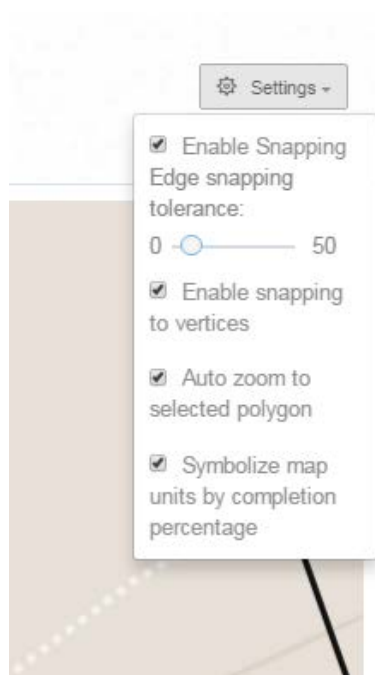 Settings
Enable Snapping
Edge snapping
tolerance:
0 50
Enable snapping
to vertices
Auto zoom to
selected polygon
Symbolize map
units by completion
percentage